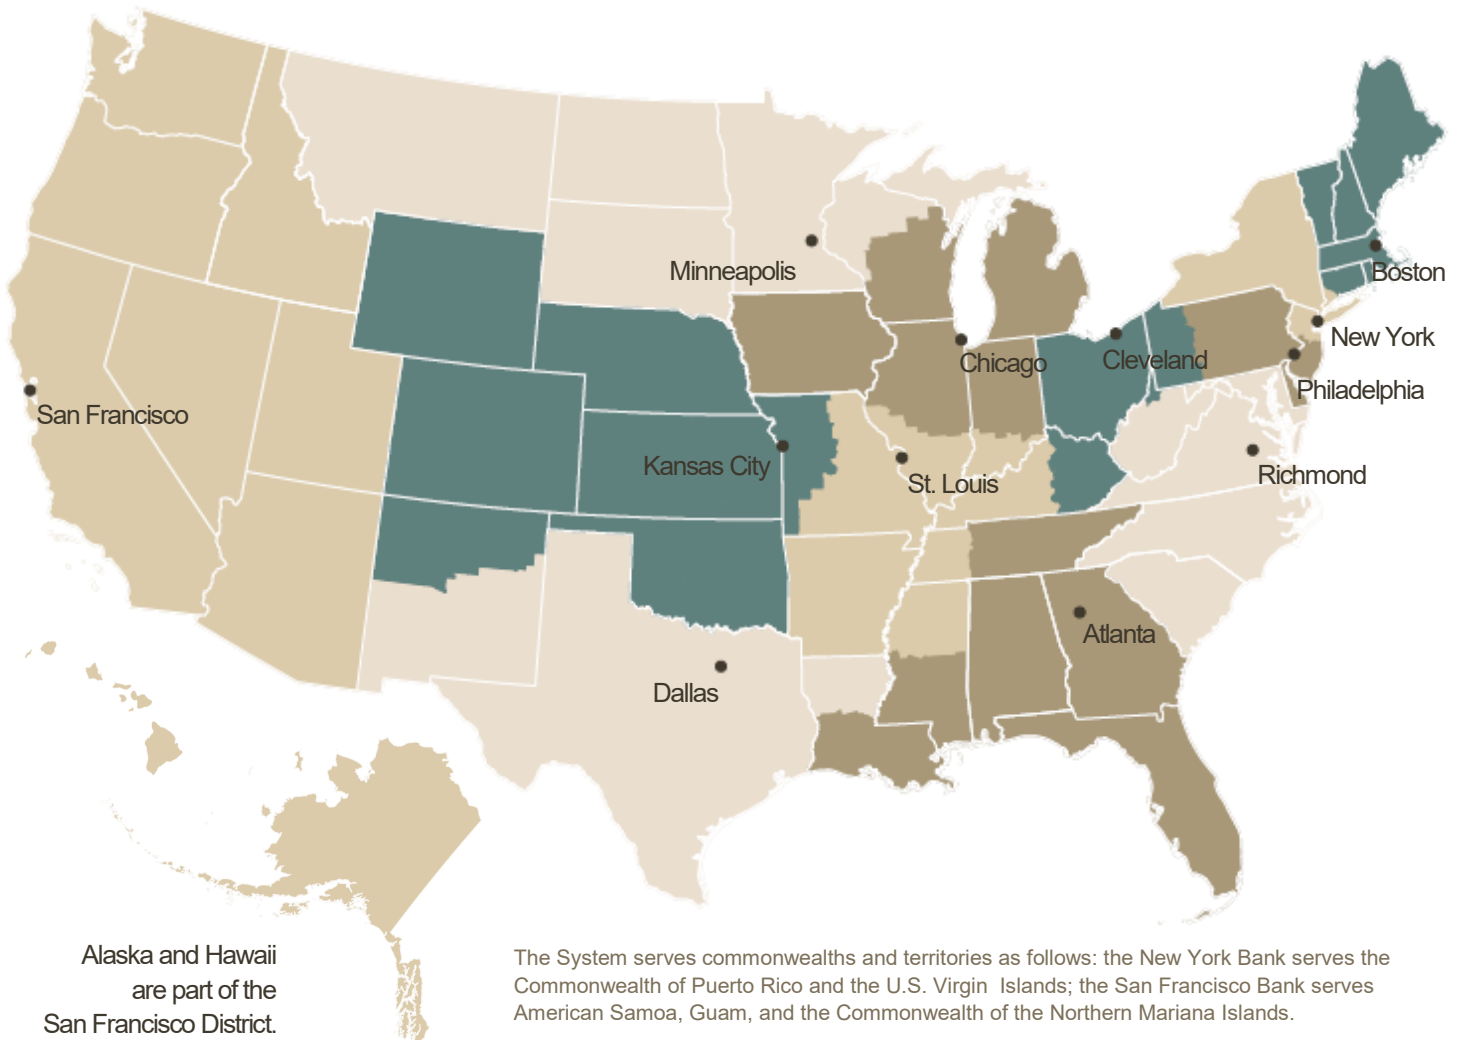 Minneapolis
Boston
New York
Chicago
Cleveland
Philadelphia
San Francisco
Kansas City
St. Louis
Richmond
Atlanta
Dallas
Alaska and Hawaii
are part of the
San Francisco District.
The System serves commonwealths and territories as follows: the New York Bank serves the
Commonwealth of Puerto Rico and the U.S. Virgin Islands; the San Francisco Bank serves
American Samoa, Guam, and the Commonwealth of the Northern Mariana Islands.